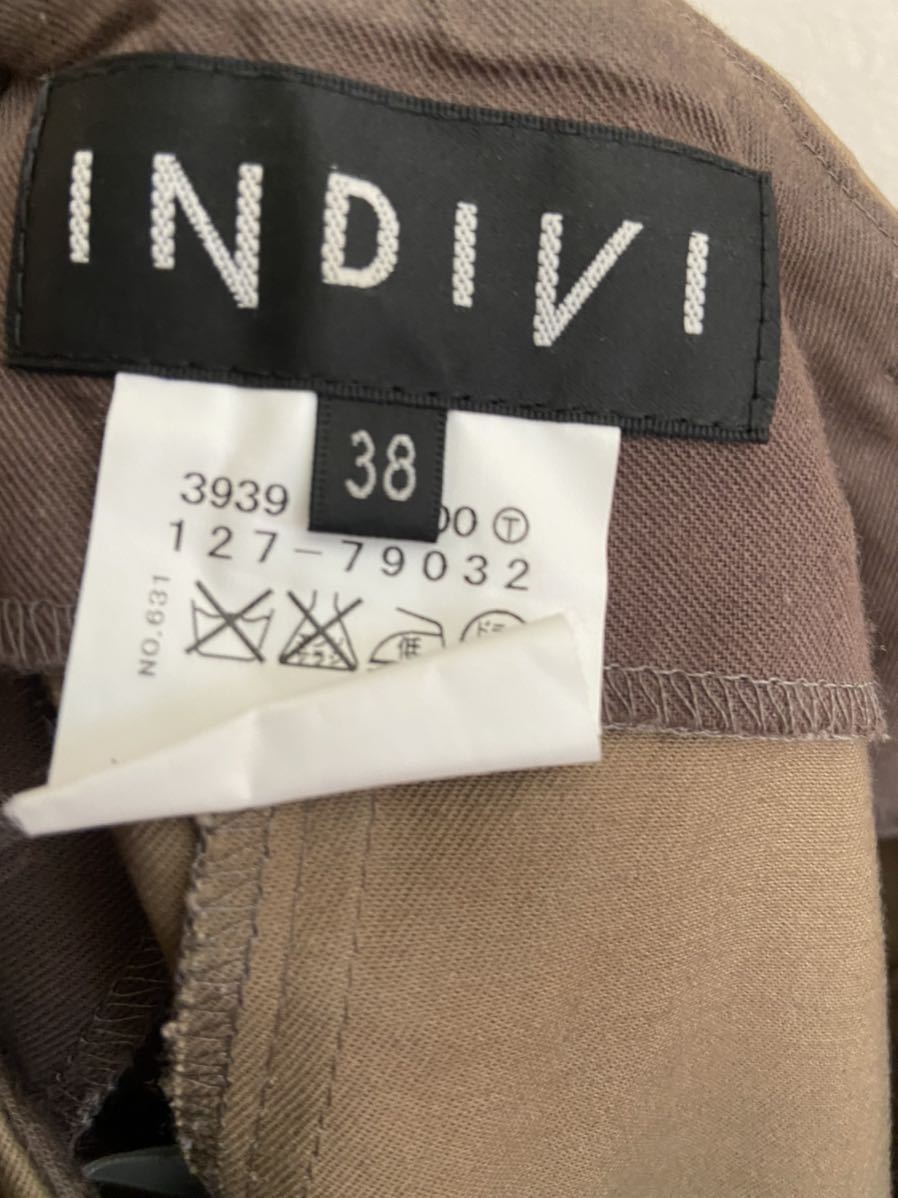 INDIVI
38
3939 00 Ⓣ
127-79032
NO.631
低